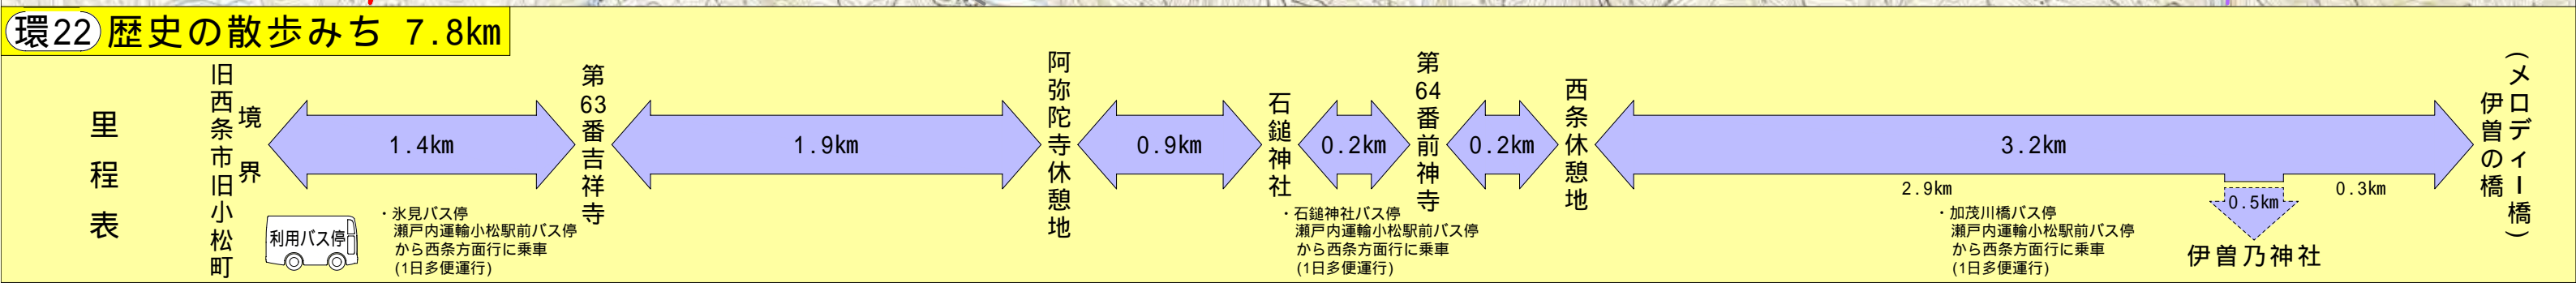 環22 歴史の散歩みち 7.8km
里程表
旧西条市旧小松町
境界
1.4km
第63番吉祥寺
1.9km
阿弥陀寺休憩地
0.9km
石鎚神社
0.2km
第64番前神寺
0.2km
西条休憩地
3.2km
2.9km
0.5km
0.3km
伊曽乃神社
伊曽の橋
(メロディー橋)
利用バス停
・氷見バス停
瀬戸内運輸小松駅前バス停
から西条方面行に乗車
(1日多便運行)
・石鎚神社バス停
瀬戸内運輸小松駅前バス停
から西条方面行に乗車
(1日多便運行)
・加茂川橋バス停
瀬戸内運輸小松駅前バス停
から西条方面行に乗車
(1日多便運行)